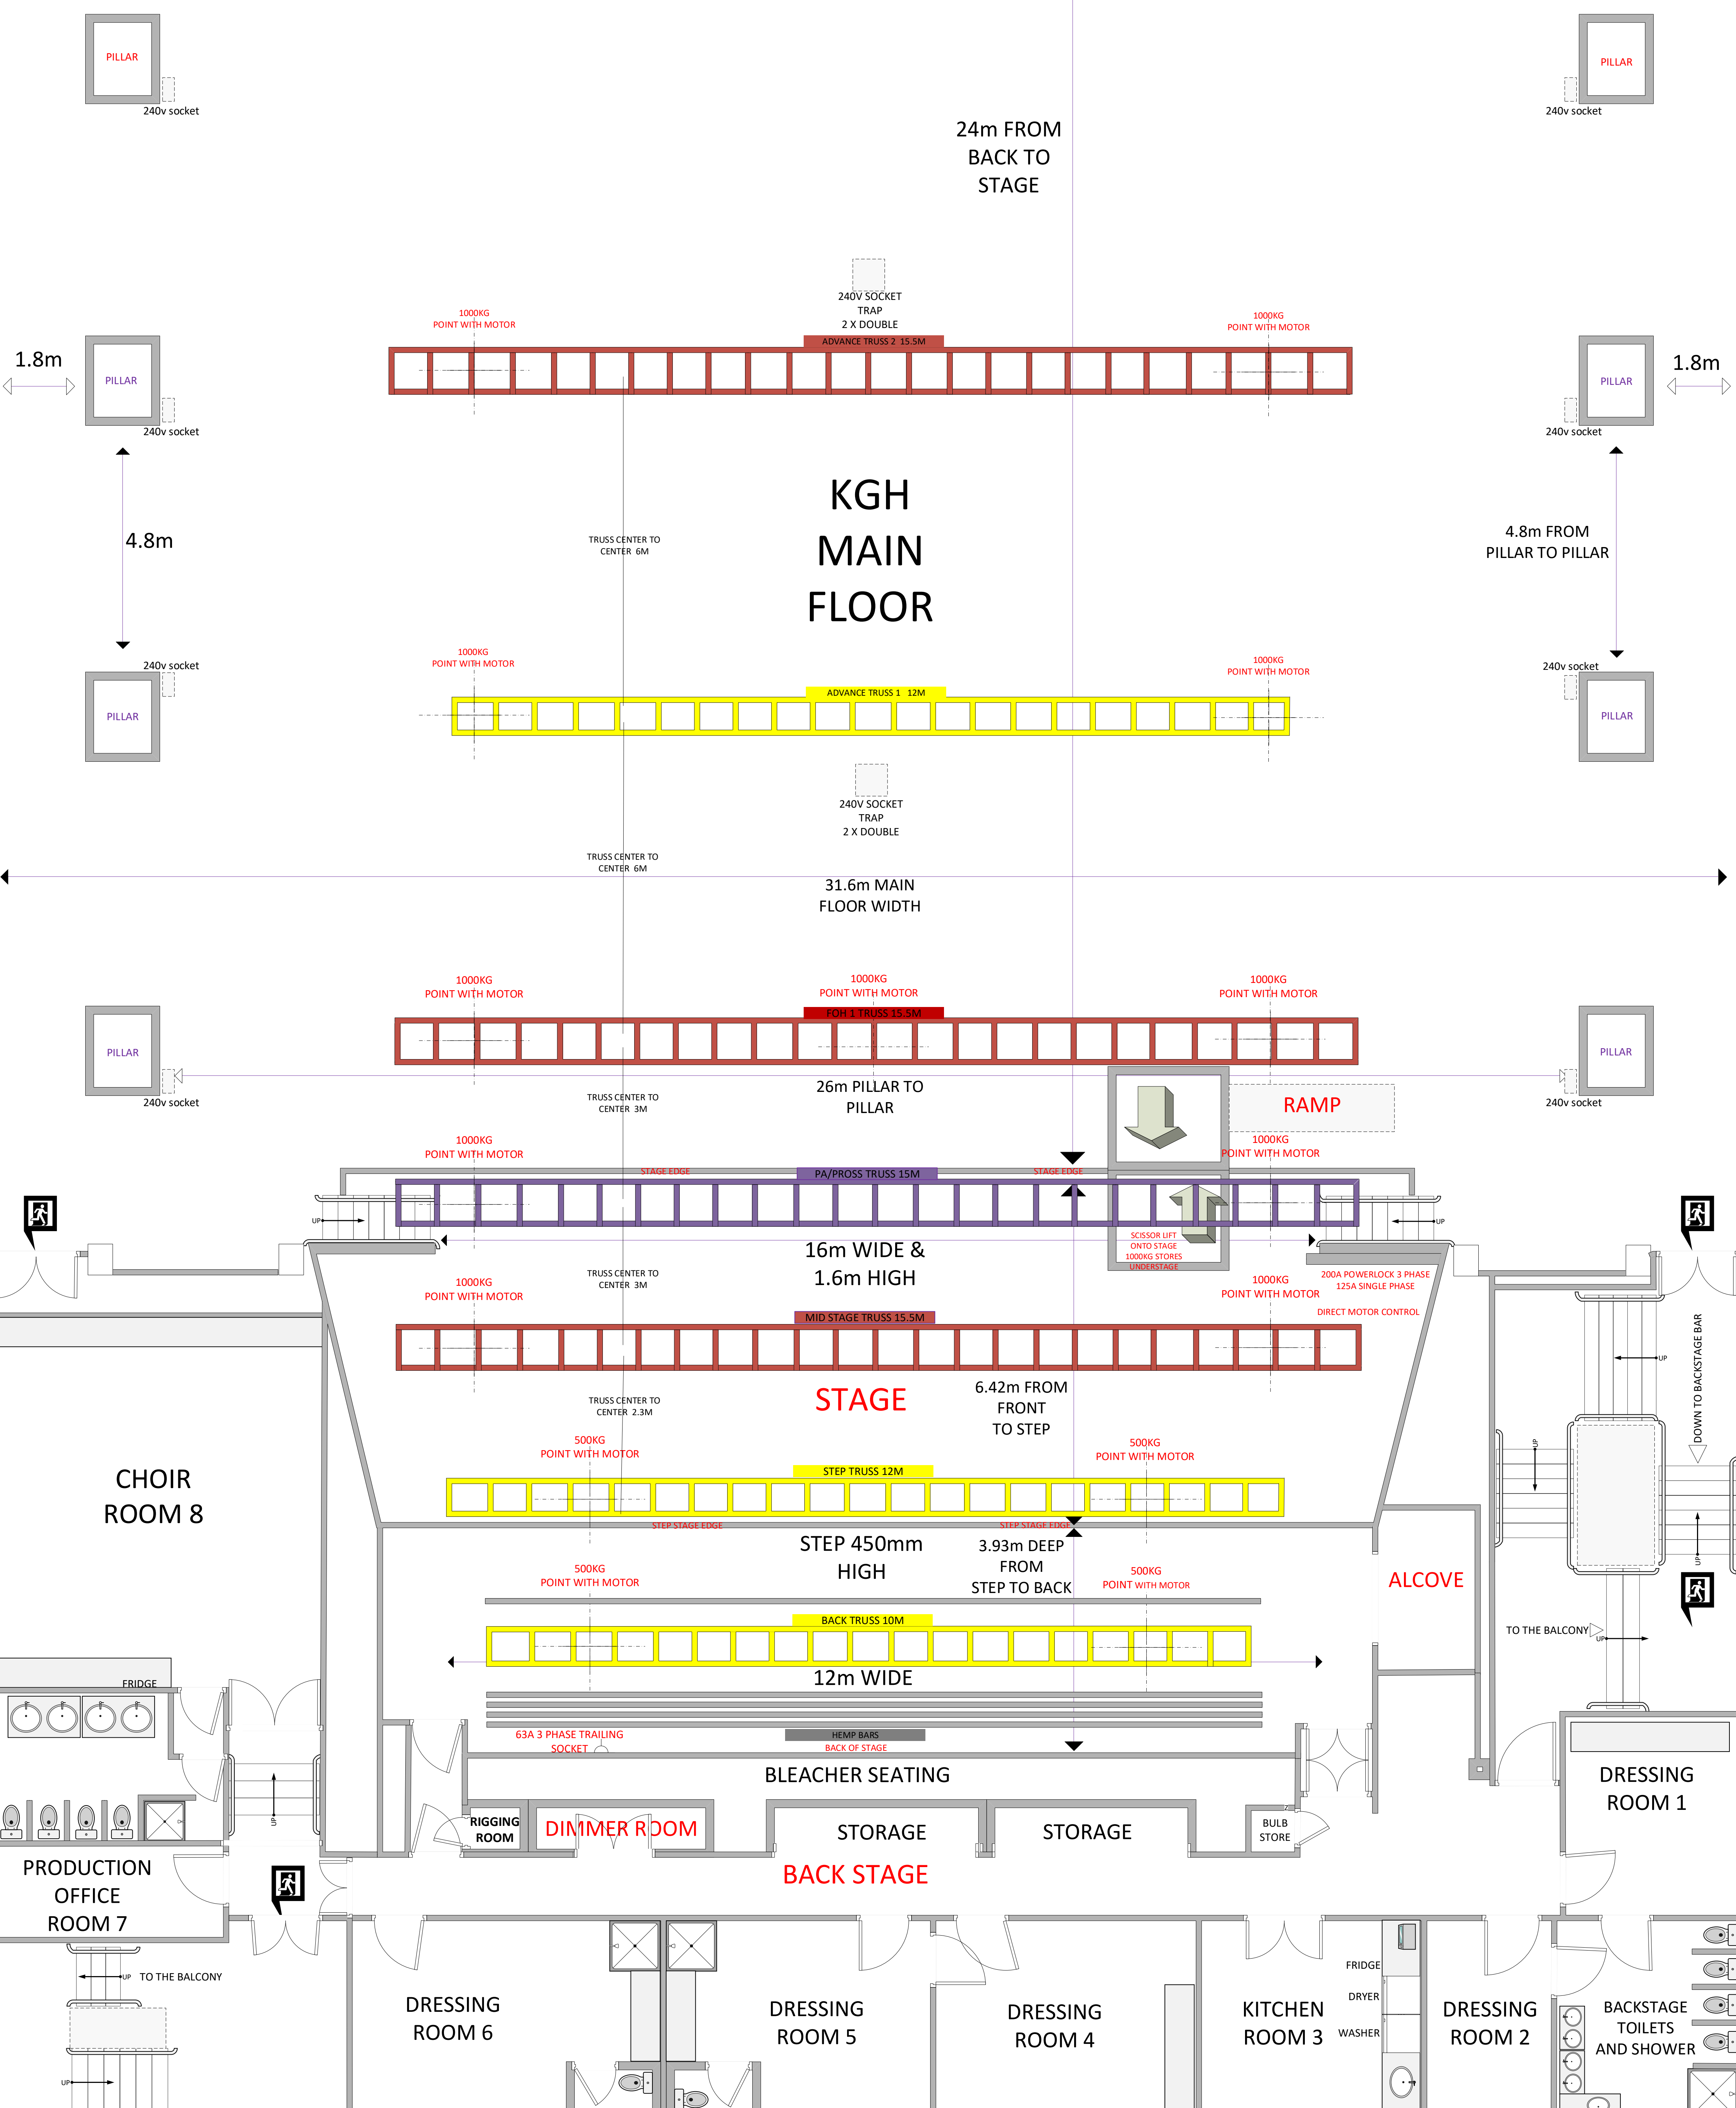 PILLAR
PILLAR
240v socket
240v socket
24m FROM
BACK TO
STAGE
240V SOCKET
TRAP
2 X DOUBLE
1000KG
POINT WITH MOTOR
1000KG
POINT WITH MOTOR
ADVANCE TRUSS 2 15.5M
1.8m
PILLAR
PILLAR
1.8m
240v socket
240v socket
KGH
MAIN
FLOOR
4.8m
TRUSS CENTER TO
CENTER 6M
4.8m FROM
PILLAR TO PILLAR
1000KG
POINT WITH MOTOR
1000KG
POINT WITH MOTOR
240v socket
240v socket
ADVANCE TRUSS 1 12M
PILLAR
PILLAR
240V SOCKET
TRAP
2 X DOUBLE
TRUSS CENTER TO
CENTER 6M
31.6m MAIN
FLOOR WIDTH
1000KG
POINT WITH MOTOR
1000KG
POINT WITH MOTOR
1000KG
POINT WITH MOTOR
FOH 1 TRUSS 15.5M
PILLAR
PILLAR
26m PILLAR TO
PILLAR
240v socket
240v socket
TRUSS CENTER TO
CENTER 3M
RAMP
1000KG
POINT WITH MOTOR
1000KG
POINT WITH MOTOR
STAGE EDGE
PA/PROSS TRUSS 15M
STAGE EDGE
UP
UP
16m WIDE &
1.6m HIGH
SCISSOR LIFT
ONTO STAGE
1000KG STORES
UNDERSTAGE
TRUSS CENTER TO
CENTER 3M
1000KG
POINT WITH MOTOR
1000KG
POINT WITH MOTOR
200A POWERLOCK 3 PHASE
125A SINGLE PHASE
DIRECT MOTOR CONTROL
MID STAGE TRUSS 15.5M
UP
DOWN TO BACKSTAGE BAR
STAGE
6.42m FROM
FRONT
TO STEP
TRUSS CENTER TO
CENTER 2.3M
500KG
POINT WITH MOTOR
500KG
POINT WITH MOTOR
UP
STEP TRUSS 12M
CHOIR
ROOM 8
STEP STAGE EDGE
STEP STAGE EDGE
STEP 450mm
HIGH
3.93m DEEP
FROM
STEP TO BACK
UP
500KG
POINT WITH MOTOR
500KG
POINT WITH MOTOR
ALCOVE
BACK TRUSS 10M
TO THE BALCONY
UP
12m WIDE
FRIDGE
63A 3 PHASE TRAILING
SOCKET
HEMP BARS
BACK OF STAGE
BLEACHER SEATING
DRESSING
ROOM 1
UP
RIGGING
ROOM
DIMMER ROOM
STORAGE
STORAGE
BULB
STORE
PRODUCTION
OFFICE
ROOM 7
BACK STAGE
UP
TO THE BALCONY
FRIDGE
DRYER
WASHER
DRESSING
ROOM 6
DRESSING
ROOM 5
DRESSING
ROOM 4
KITCHEN
ROOM 3
DRESSING
ROOM 2
BACKSTAGE
TOILETS
AND SHOWER
UP